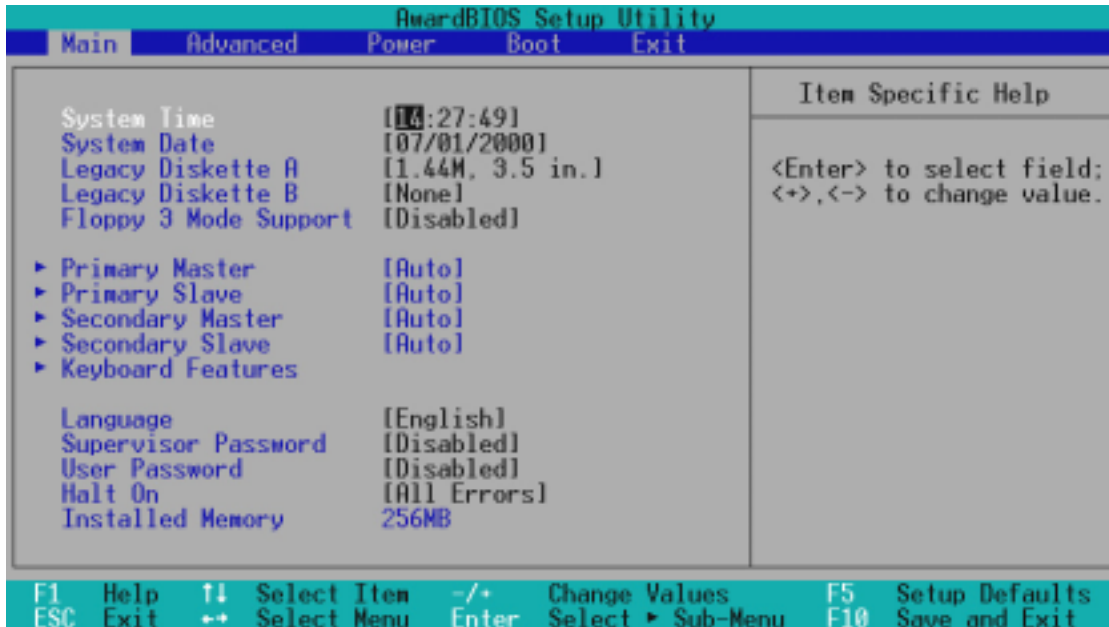 AwardBIOS Setup Utility
Main Advanced Power Boot Exit
Item Specific Help
System Time [14:27:49]
System Date [07/01/2000]
Legacy Diskette A [1.44M, 3.5 in.]
<Enter> to select field;
Legacy Diskette B [None]
<+>,<-> to change value.
Floppy 3 Mode Support [Disabled]
▶ Primary Master [Auto]
▶ Primary Slave [Auto]
▶ Secondary Master [Auto]
▶ Secondary Slave [Auto]
▶ Keyboard Features
Language [English]
Supervisor Password [Disabled]
User Password [Disabled]
Halt On [All Errors]
Installed Memory 256MB
F1 Help ↑↓ Select Item -/+ Change Values F5 Setup Defaults
ESC Exit ←→ Select Menu Enter Select ▶ Sub-Menu F10 Save and Exit